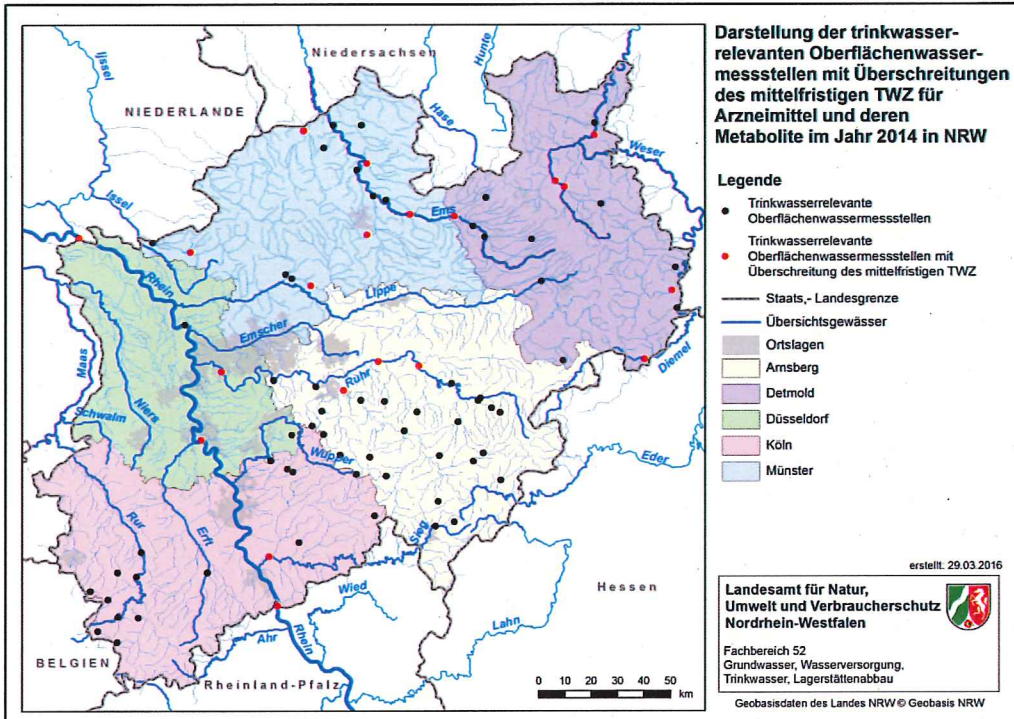 Darstellung der trinkwasser-
relevanten Oberflächenwasser-
messstellen mit Überschreitungen
des mittelfristigen TWZ für
Arzneimittel und deren
Metabolite im Jahr 2014 in NRW
Legende
Trinkwasserrelevante
Oberflächenwassermessstellen
Trinkwasserrelevante
Oberflächenwassermessstellen mit
Überschreitung des mittelfristigen TWZ
Staats,- Landesgrenze
Übersichtsgewässer
Ortslagen
Arnsberg
Detmold
Düsseldorf
Köln
Münster
erstellt: 29.03.2016
Landesamt für Natur,
Umwelt und Verbraucherschutz
Nordrhein-Westfalen
Fachbereich 52
Grundwasser, Wasserversorgung,
Trinkwasser, Lagerstättenabbau
Geobasisdaten des Landes NRW © Geobasis NRW
Ijssel
Niedersachsen
Hunte
NIEDERLANDE
Hase
Weser
Issel
Ems
Rhein
Lippe
Emscher
Maas
Ruhr
Diemel
Niers
Schwalm
Wupper
Eder
Rur
Erft
Sieg
Hessen
Wied
Lahn
Rhein
Ahr
BELGIEN
Rheinland-Pfalz
0 10 20 30 40 50
km